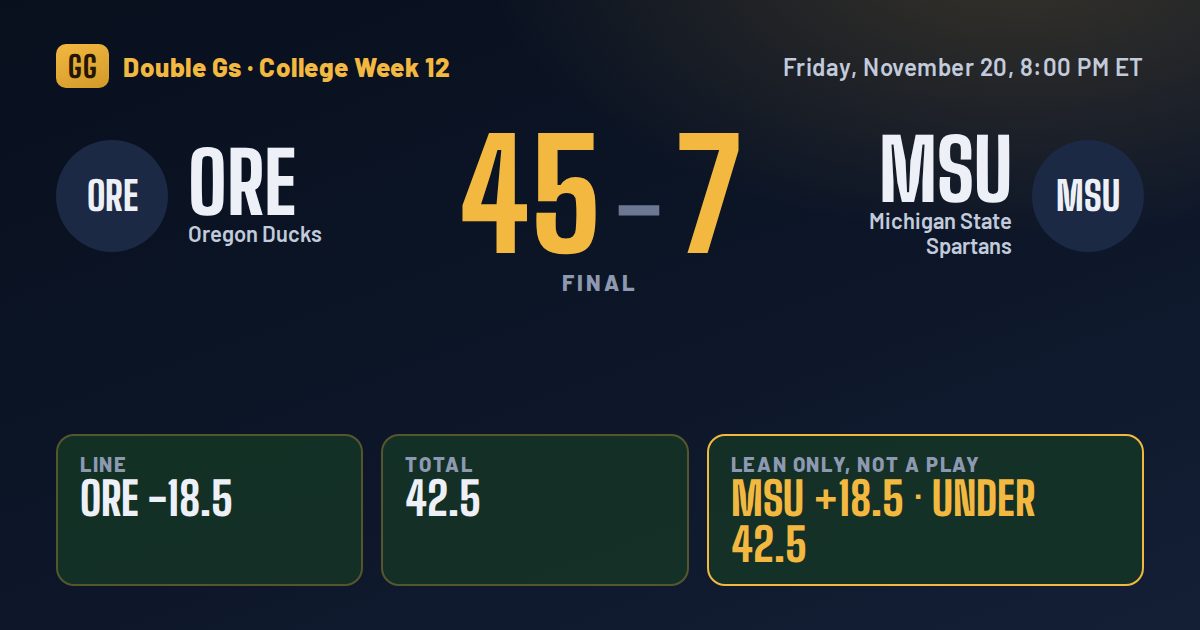 GG
Double Gs · College Week 12
Friday, November 20, 8:00 PM ET
ORE
ORE
Oregon Ducks
45 – 7
FINAL
MSU
Michigan State
Spartans
MSU
LINE
ORE −18.5
TOTAL
42.5
LEAN ONLY, NOT A PLAY
MSU +18.5 · UNDER
42.5